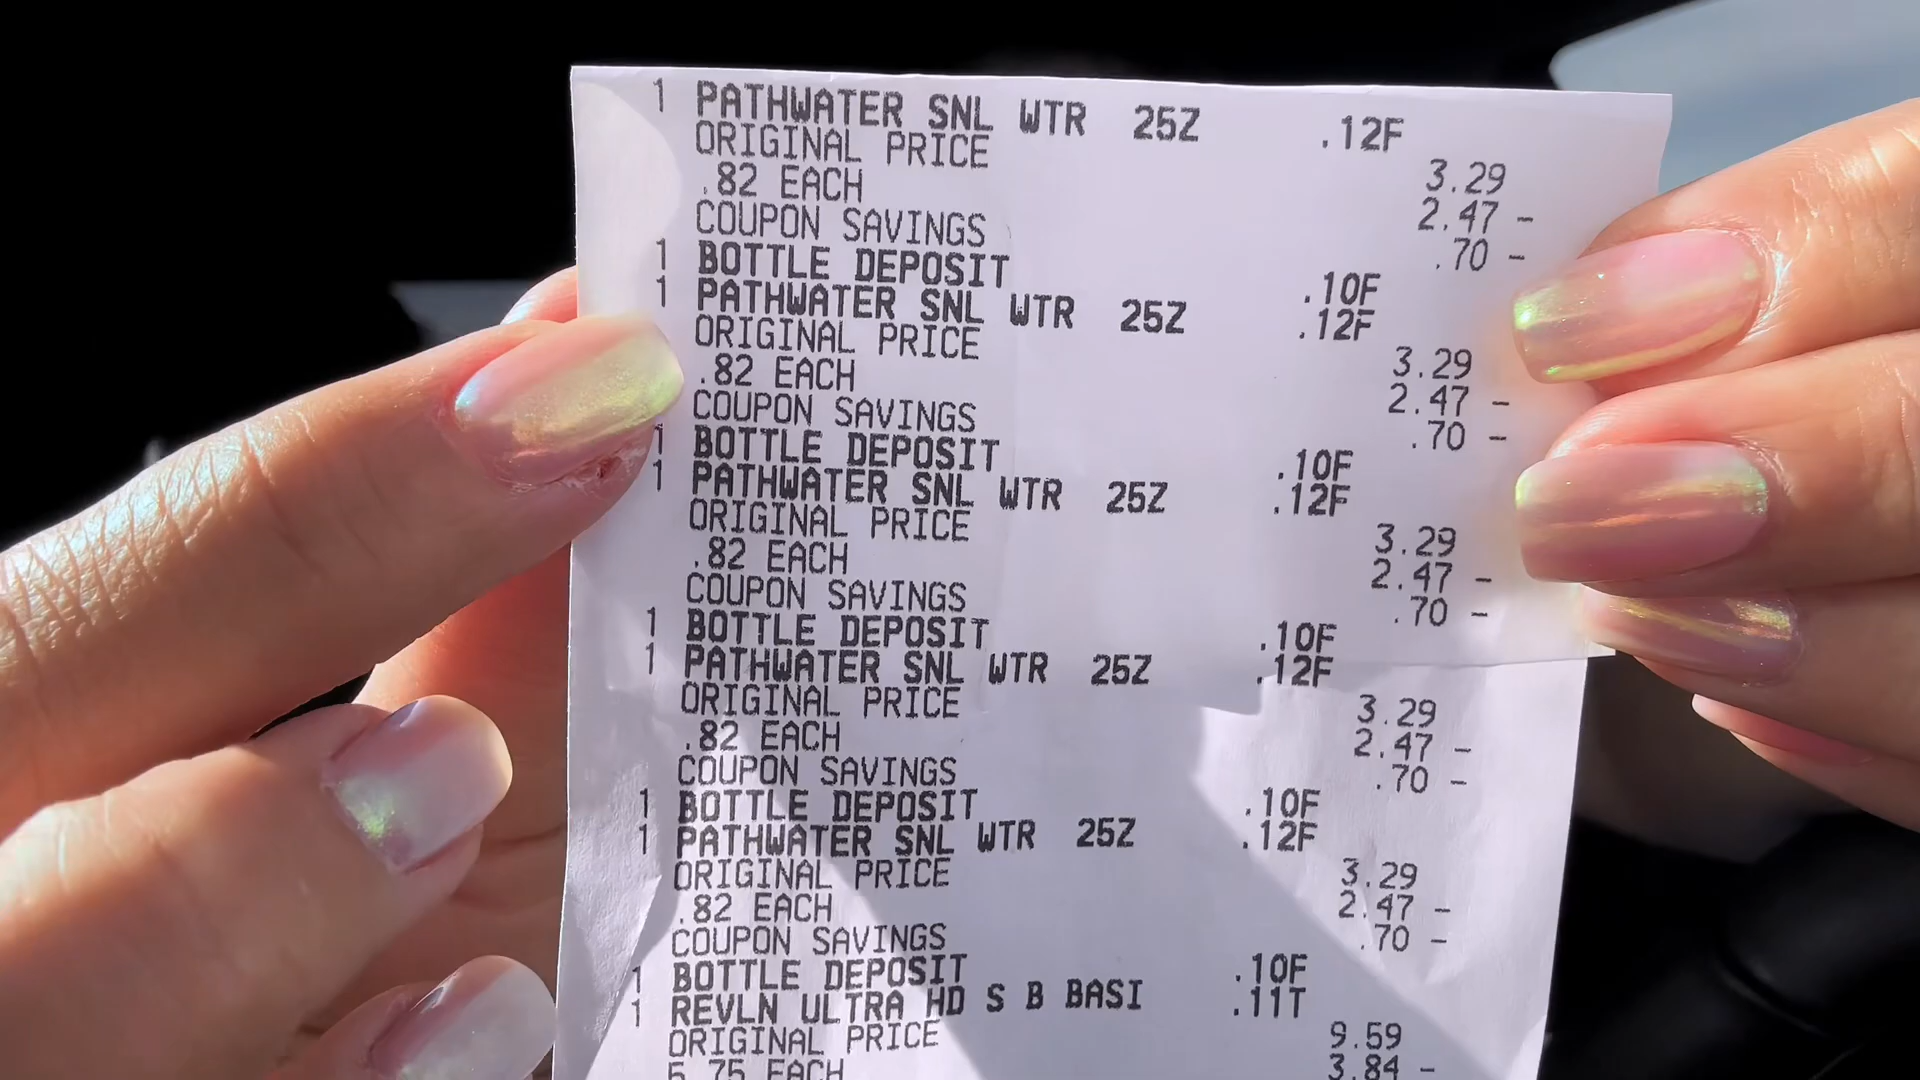 1 PATHWATER SNL WTR 25Z .12F
ORIGINAL PRICE 3.29
.82 EACH 2.47 -
COUPON SAVINGS .70 -
1 BOTTLE DEPOSIT .10F
1 PATHWATER SNL WTR 25Z .12F
ORIGINAL PRICE 3.29
.82 EACH 2.47 -
COUPON SAVINGS .70 -
1 BOTTLE DEPOSIT .10F
1 PATHWATER SNL WTR 25Z .12F
ORIGINAL PRICE 3.29
.82 EACH 2.47 -
COUPON SAVINGS .70 -
1 BOTTLE DEPOSIT .10F
1 PATHWATER SNL WTR 25Z .12F
ORIGINAL PRICE 3.29
.82 EACH 2.47 -
COUPON SAVINGS .70 -
1 BOTTLE DEPOSIT .10F
1 PATHWATER SNL WTR 25Z .12F
ORIGINAL PRICE 3.29
.82 EACH 2.47 -
COUPON SAVINGS .70 -
1 BOTTLE DEPOSIT .10F
1 REVLN ULTRA HD S B BASI .11T
ORIGINAL PRICE 9.59
5.75 EACH 3.84 -